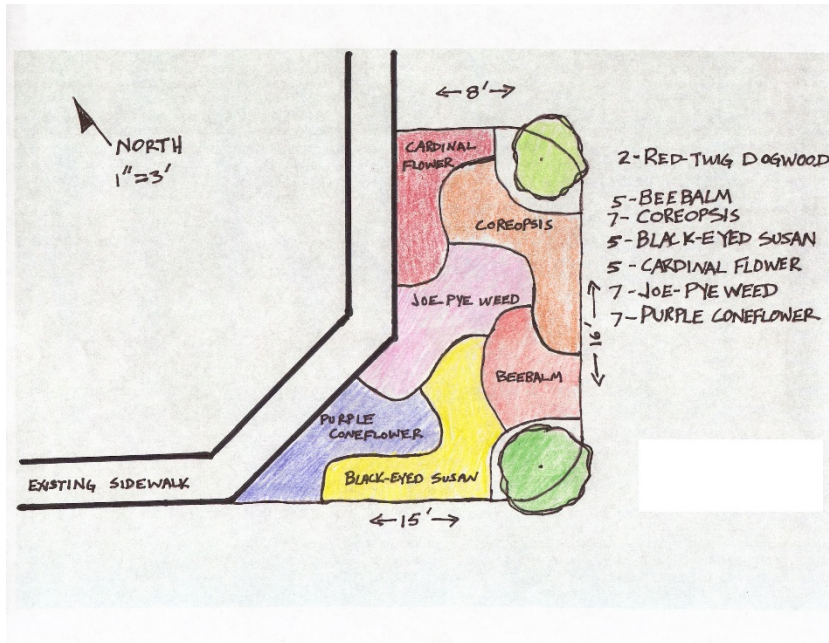 NORTH
1"=3'
8'
CARDINAL
FLOWER
COREOPSIS
JOE-PYE WEED
BEEBALM
PURPLE
CONEFLOWER
BLACK-EYED SUSAN
EXISTING SIDEWALK
16'
15'
2-RED-TWIG DOGWOOD
5-BEEBALM
7-COREOPSIS
5-BLACK-EYED SUSAN
5-CARDINAL FLOWER
7-JOE-PYE WEED
7-PURPLE CONEFLOWER